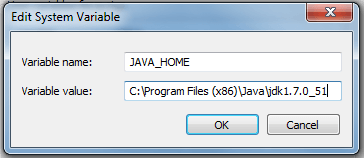 Edit System Variable
Variable name: JAVA_HOME
Variable value: C:\Program Files (x86)\Java\jdk1.7.0_51
OK Cancel